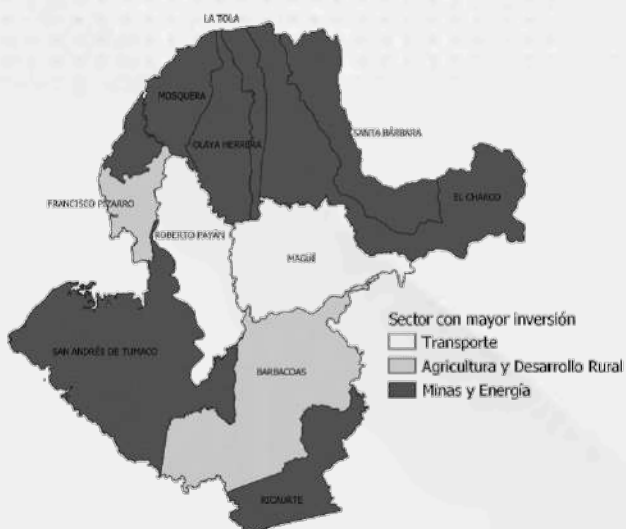 LA TOLA
MOSQUERA
OLAYA HERRERA
SANTA BÁRBARA
EL CHARCO
FRANCISCO PIZARRO
ROBERTO PAYÁN
MAGÜÍ
SAN ANDRÉS DE TUMACO
BARBACOAS
RICAURTE
Sector con mayor inversión
Transporte
Agricultura y Desarrollo Rural
Minas y Energía